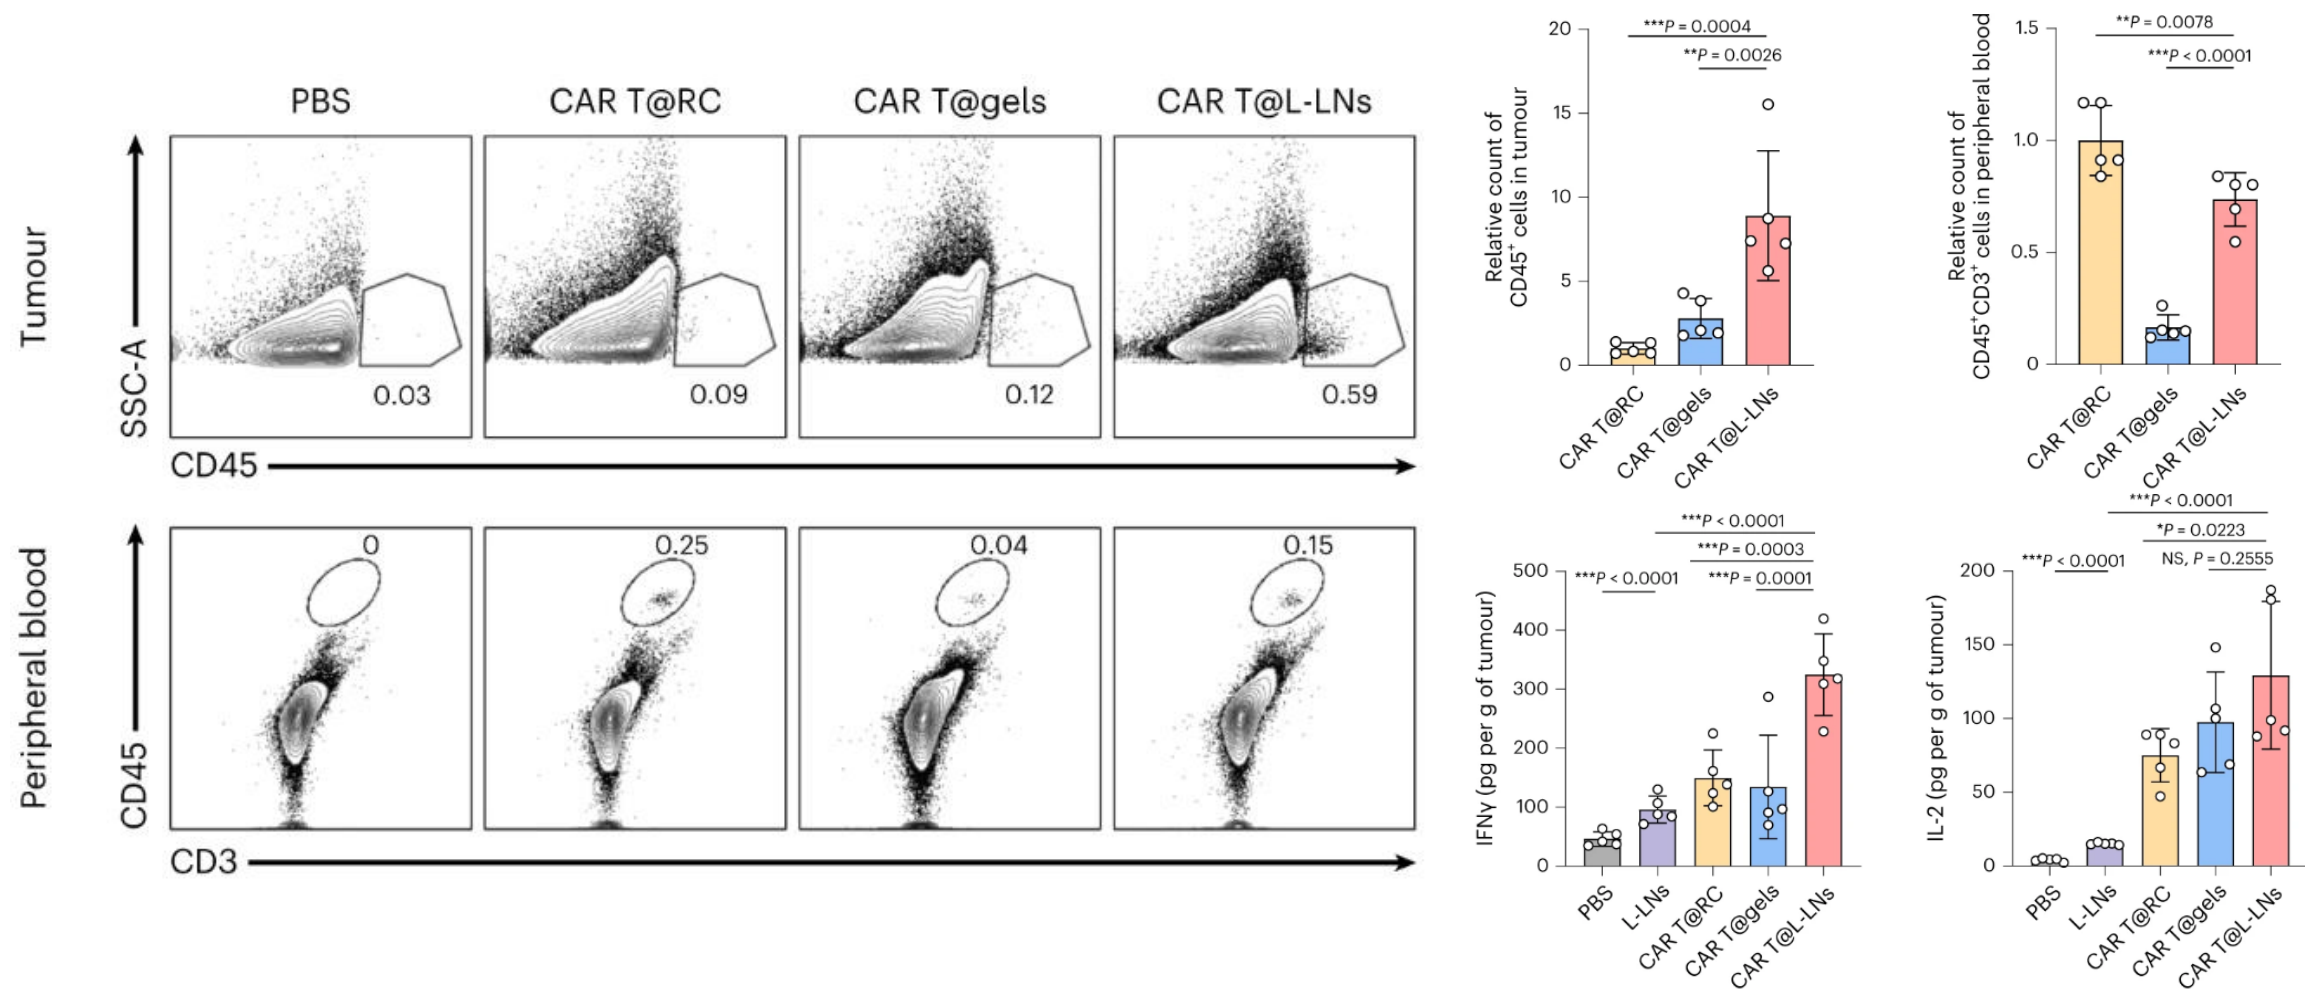 PBS
CAR T@RC
CAR T@gels
CAR T@L-LNs
Tumour
SSC-A
0.03
0.09
0.12
0.59
CD45
Peripheral blood
CD45
0
0.25
0.04
0.15
CD3
Relative count of
CD45⁺ cells in tumour
20
15
10
5
0
***P = 0.0004
**P = 0.0026
CAR T@RC
CAR T@gels
CAR T@L-LNs
Relative count of
CD45⁺CD3⁺ cells in peripheral blood
1.5
1.0
0.5
0
**P = 0.0078
***P < 0.0001
CAR T@RC
CAR T@gels
CAR T@L-LNs
IFNγ (pg per g of tumour)
500
400
300
200
100
0
***P < 0.0001
***P = 0.0003
***P < 0.0001
***P = 0.0001
PBS
L-LNs
CAR T@RC
CAR T@gels
CAR T@L-LNs
IL-2 (pg per g of tumour)
200
150
100
50
0
***P < 0.0001
*P = 0.0223
***P < 0.0001
NS, P = 0.2555
PBS
L-LNs
CAR T@RC
CAR T@gels
CAR T@L-LNs